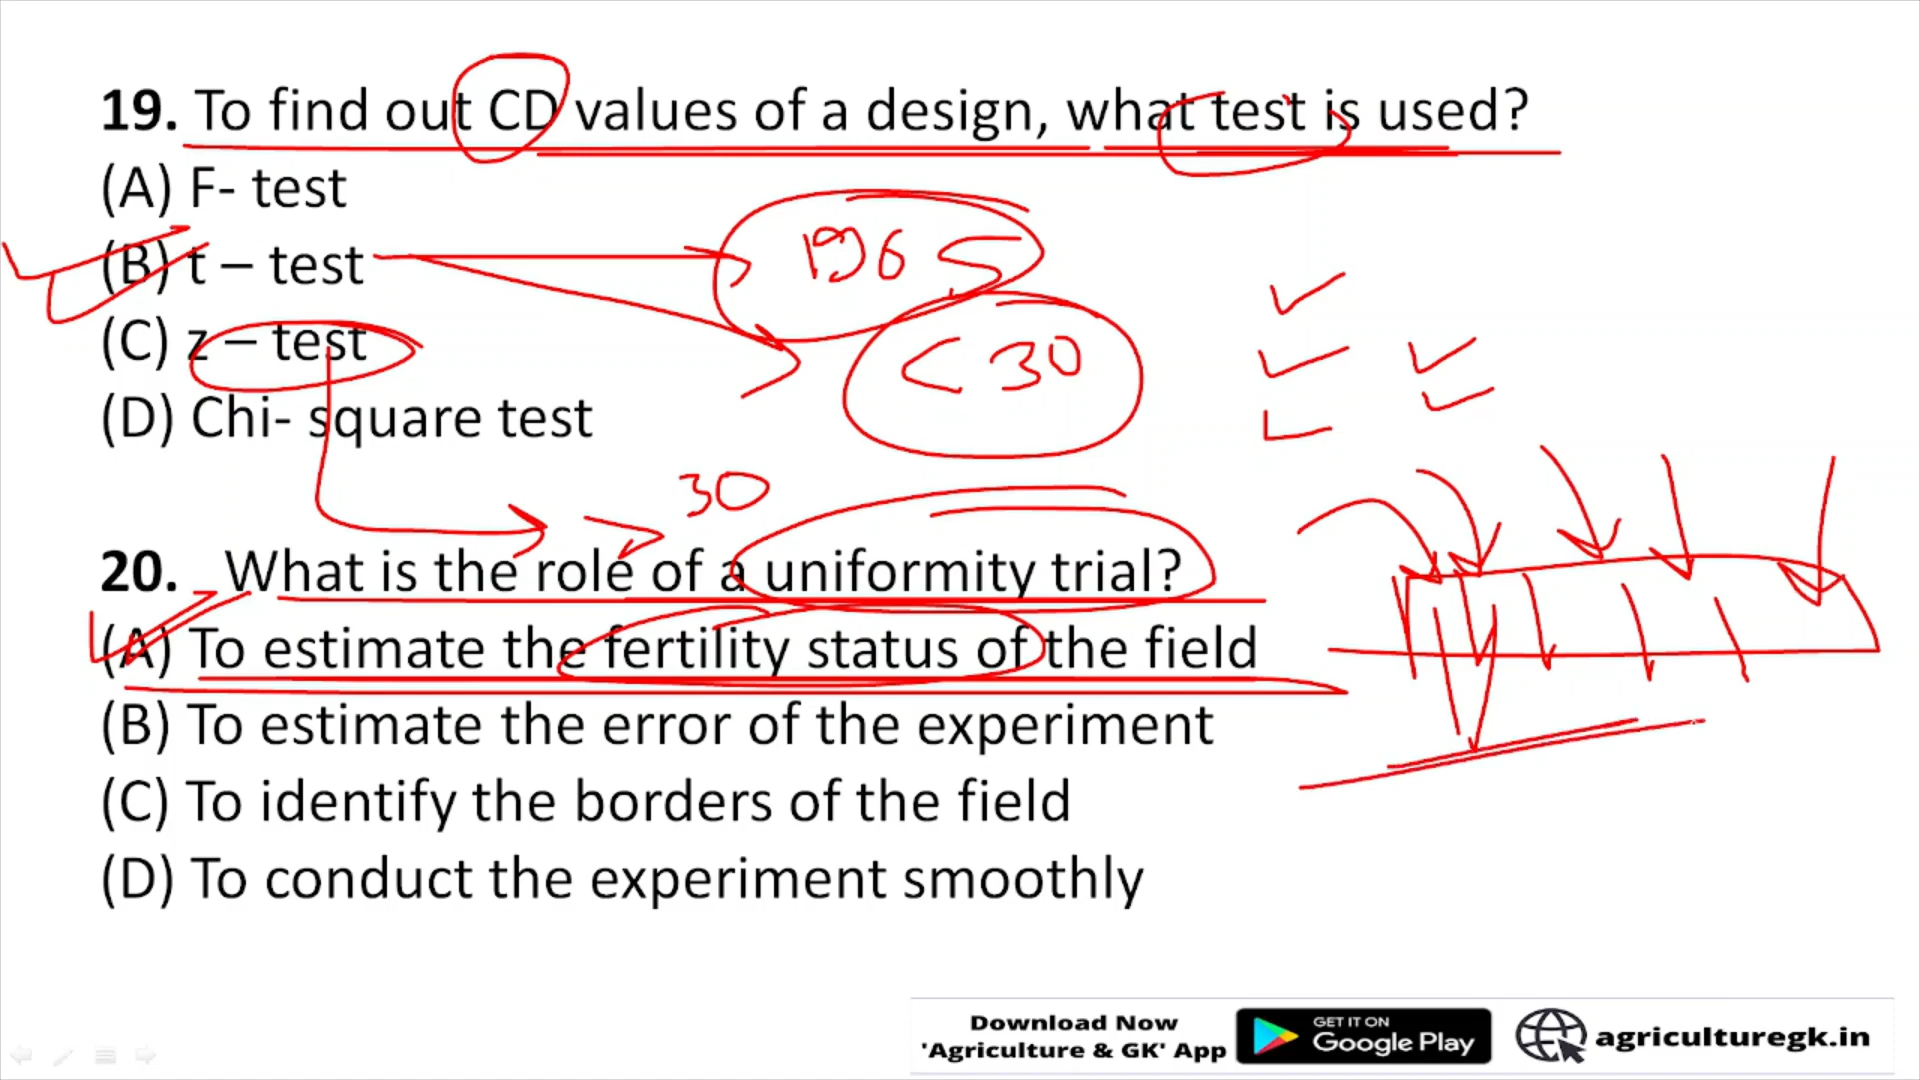 19. To find out CD values of a design, what test is used?
(A) F- test
(B) t – test
1965
(C) z – test
< 30
(D) Chi- square test
> 30
20. What is the role of a uniformity trial?
(A) To estimate the fertility status of the field
(B) To estimate the error of the experiment
(C) To identify the borders of the field
(D) To conduct the experiment smoothly
Download Now
'Agriculture & GK' App
GET IT ON
Google Play
agriculturegk.in